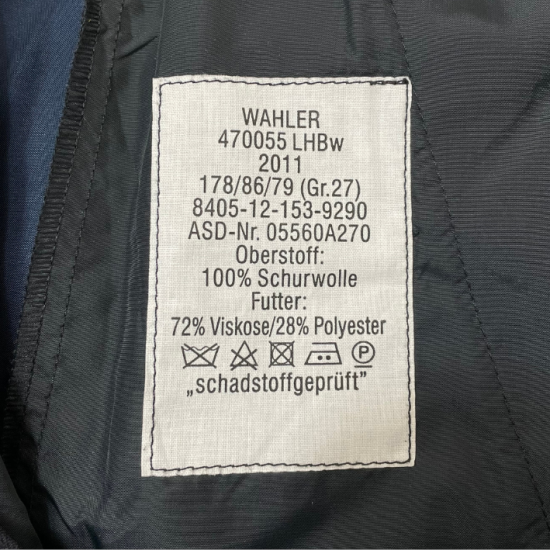 WAHLER
470055 LHBw
2011
178/86/79 (Gr.27)
8405-12-153-9290
ASD-Nr. 05560A270
Oberstoff:
100% Schurwolle
Futter:
72% Viskose/28% Polyester
P
„schadstoffgeprüft"